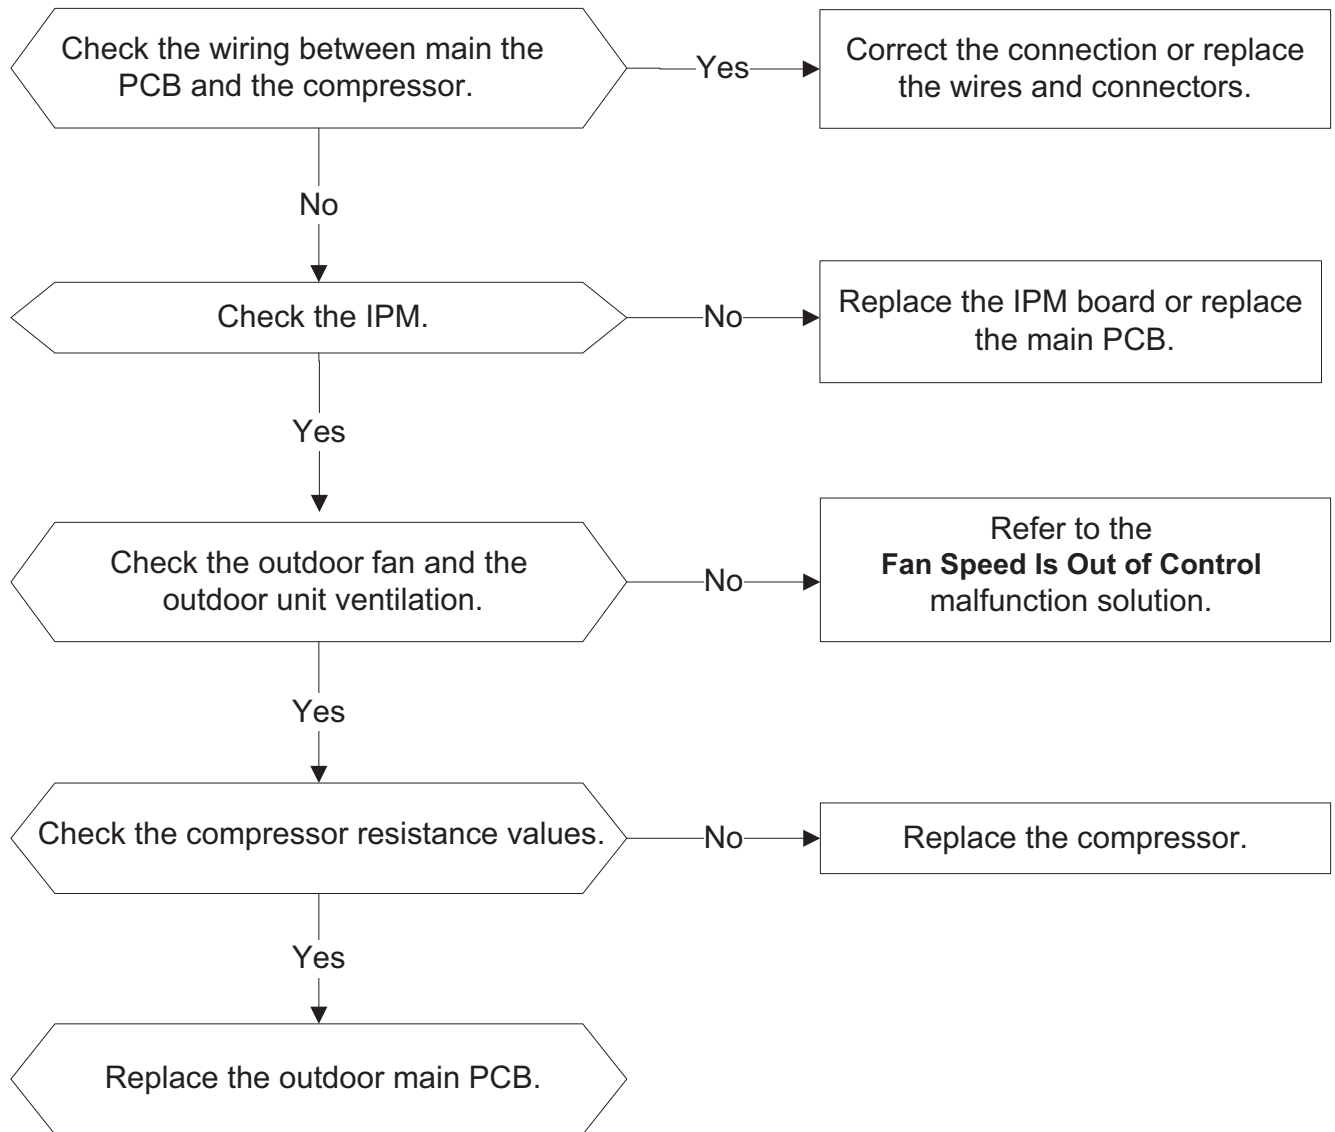 Check the wiring between main the
PCB and the compressor.
Yes
Correct the connection or replace
the wires and connectors.
No
Check the IPM.
No
Replace the IPM board or replace
the main PCB.
Yes
Check the outdoor fan and the
outdoor unit ventilation.
No
Refer to the
Fan Speed Is Out of Control
malfunction solution.
Yes
Check the compressor resistance values.
No
Replace the compressor.
Yes
Replace the outdoor main PCB.